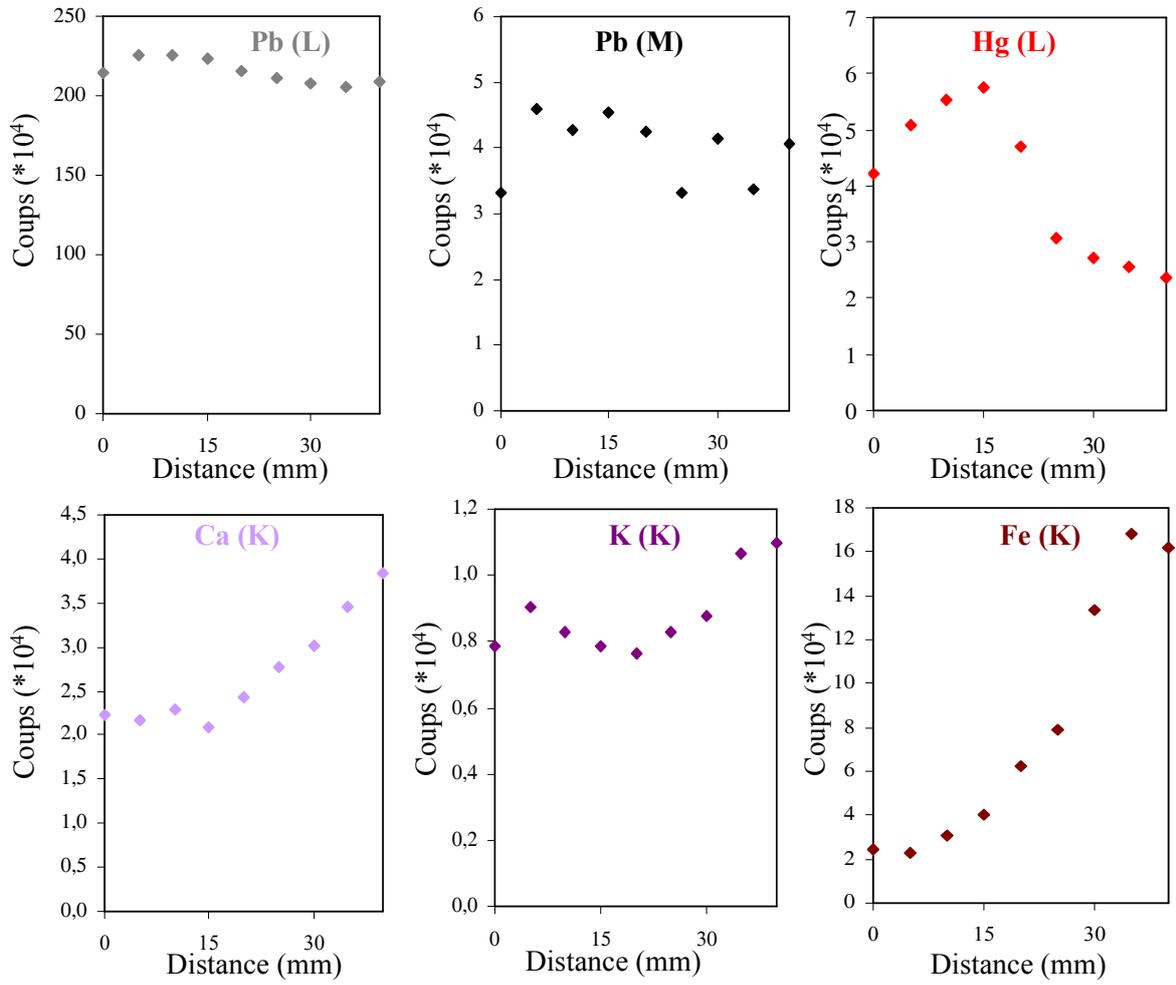 Pb (L)
250
200
150
100
50
0
Coups (*10⁴)
0 15 30
Distance (mm)
Pb (M)
6
5
4
3
2
1
0
Coups (*10⁴)
0 15 30
Distance (mm)
Hg (L)
7
6
5
4
3
2
1
0
Coups (*10⁴)
0 15 30
Distance (mm)
Ca (K)
4,5
4,0
3,5
3,0
2,5
2,0
1,5
1,0
0,5
0,0
Coups (*10⁴)
0 15 30
Distance (mm)
K (K)
1,2
1,0
0,8
0,6
0,4
0,2
0,0
Coups (*10⁴)
0 15 30
Distance (mm)
Fe (K)
18
16
14
12
10
8
6
4
2
0
Coups (*10⁴)
0 15 30
Distance (mm)